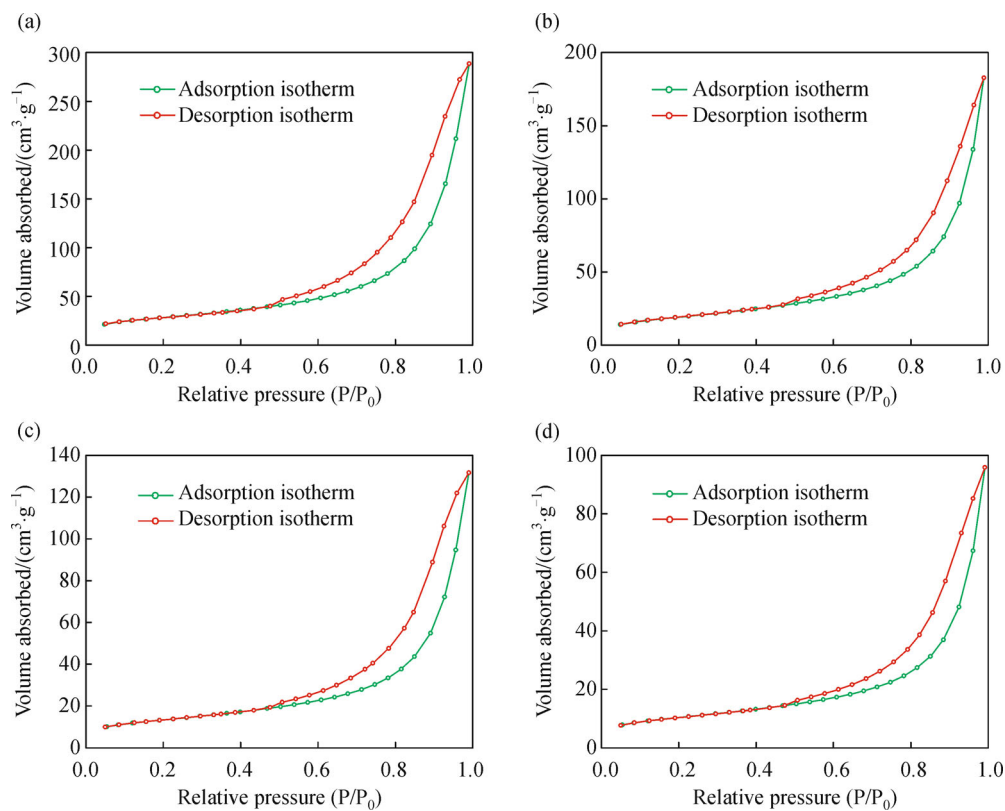 (a)
300
250
200
150
100
50
0
0.0 0.2 0.4 0.6 0.8 1.0
Volume absorbed/(cm³·g⁻¹)
Relative pressure (P/P₀)
Adsorption isotherm
Desorption isotherm
(b)
200
150
100
50
0
0.0 0.2 0.4 0.6 0.8 1.0
Volume absorbed/(cm³·g⁻¹)
Relative pressure (P/P₀)
Adsorption isotherm
Desorption isotherm
(c)
140
120
100
80
60
40
20
0
0.0 0.2 0.4 0.6 0.8 1.0
Volume absorbed/(cm³·g⁻¹)
Relative pressure (P/P₀)
Adsorption isotherm
Desorption isotherm
(d)
100
80
60
40
20
0
0.0 0.2 0.4 0.6 0.8 1.0
Volume absorbed/(cm³·g⁻¹)
Relative pressure (P/P₀)
Adsorption isotherm
Desorption isotherm